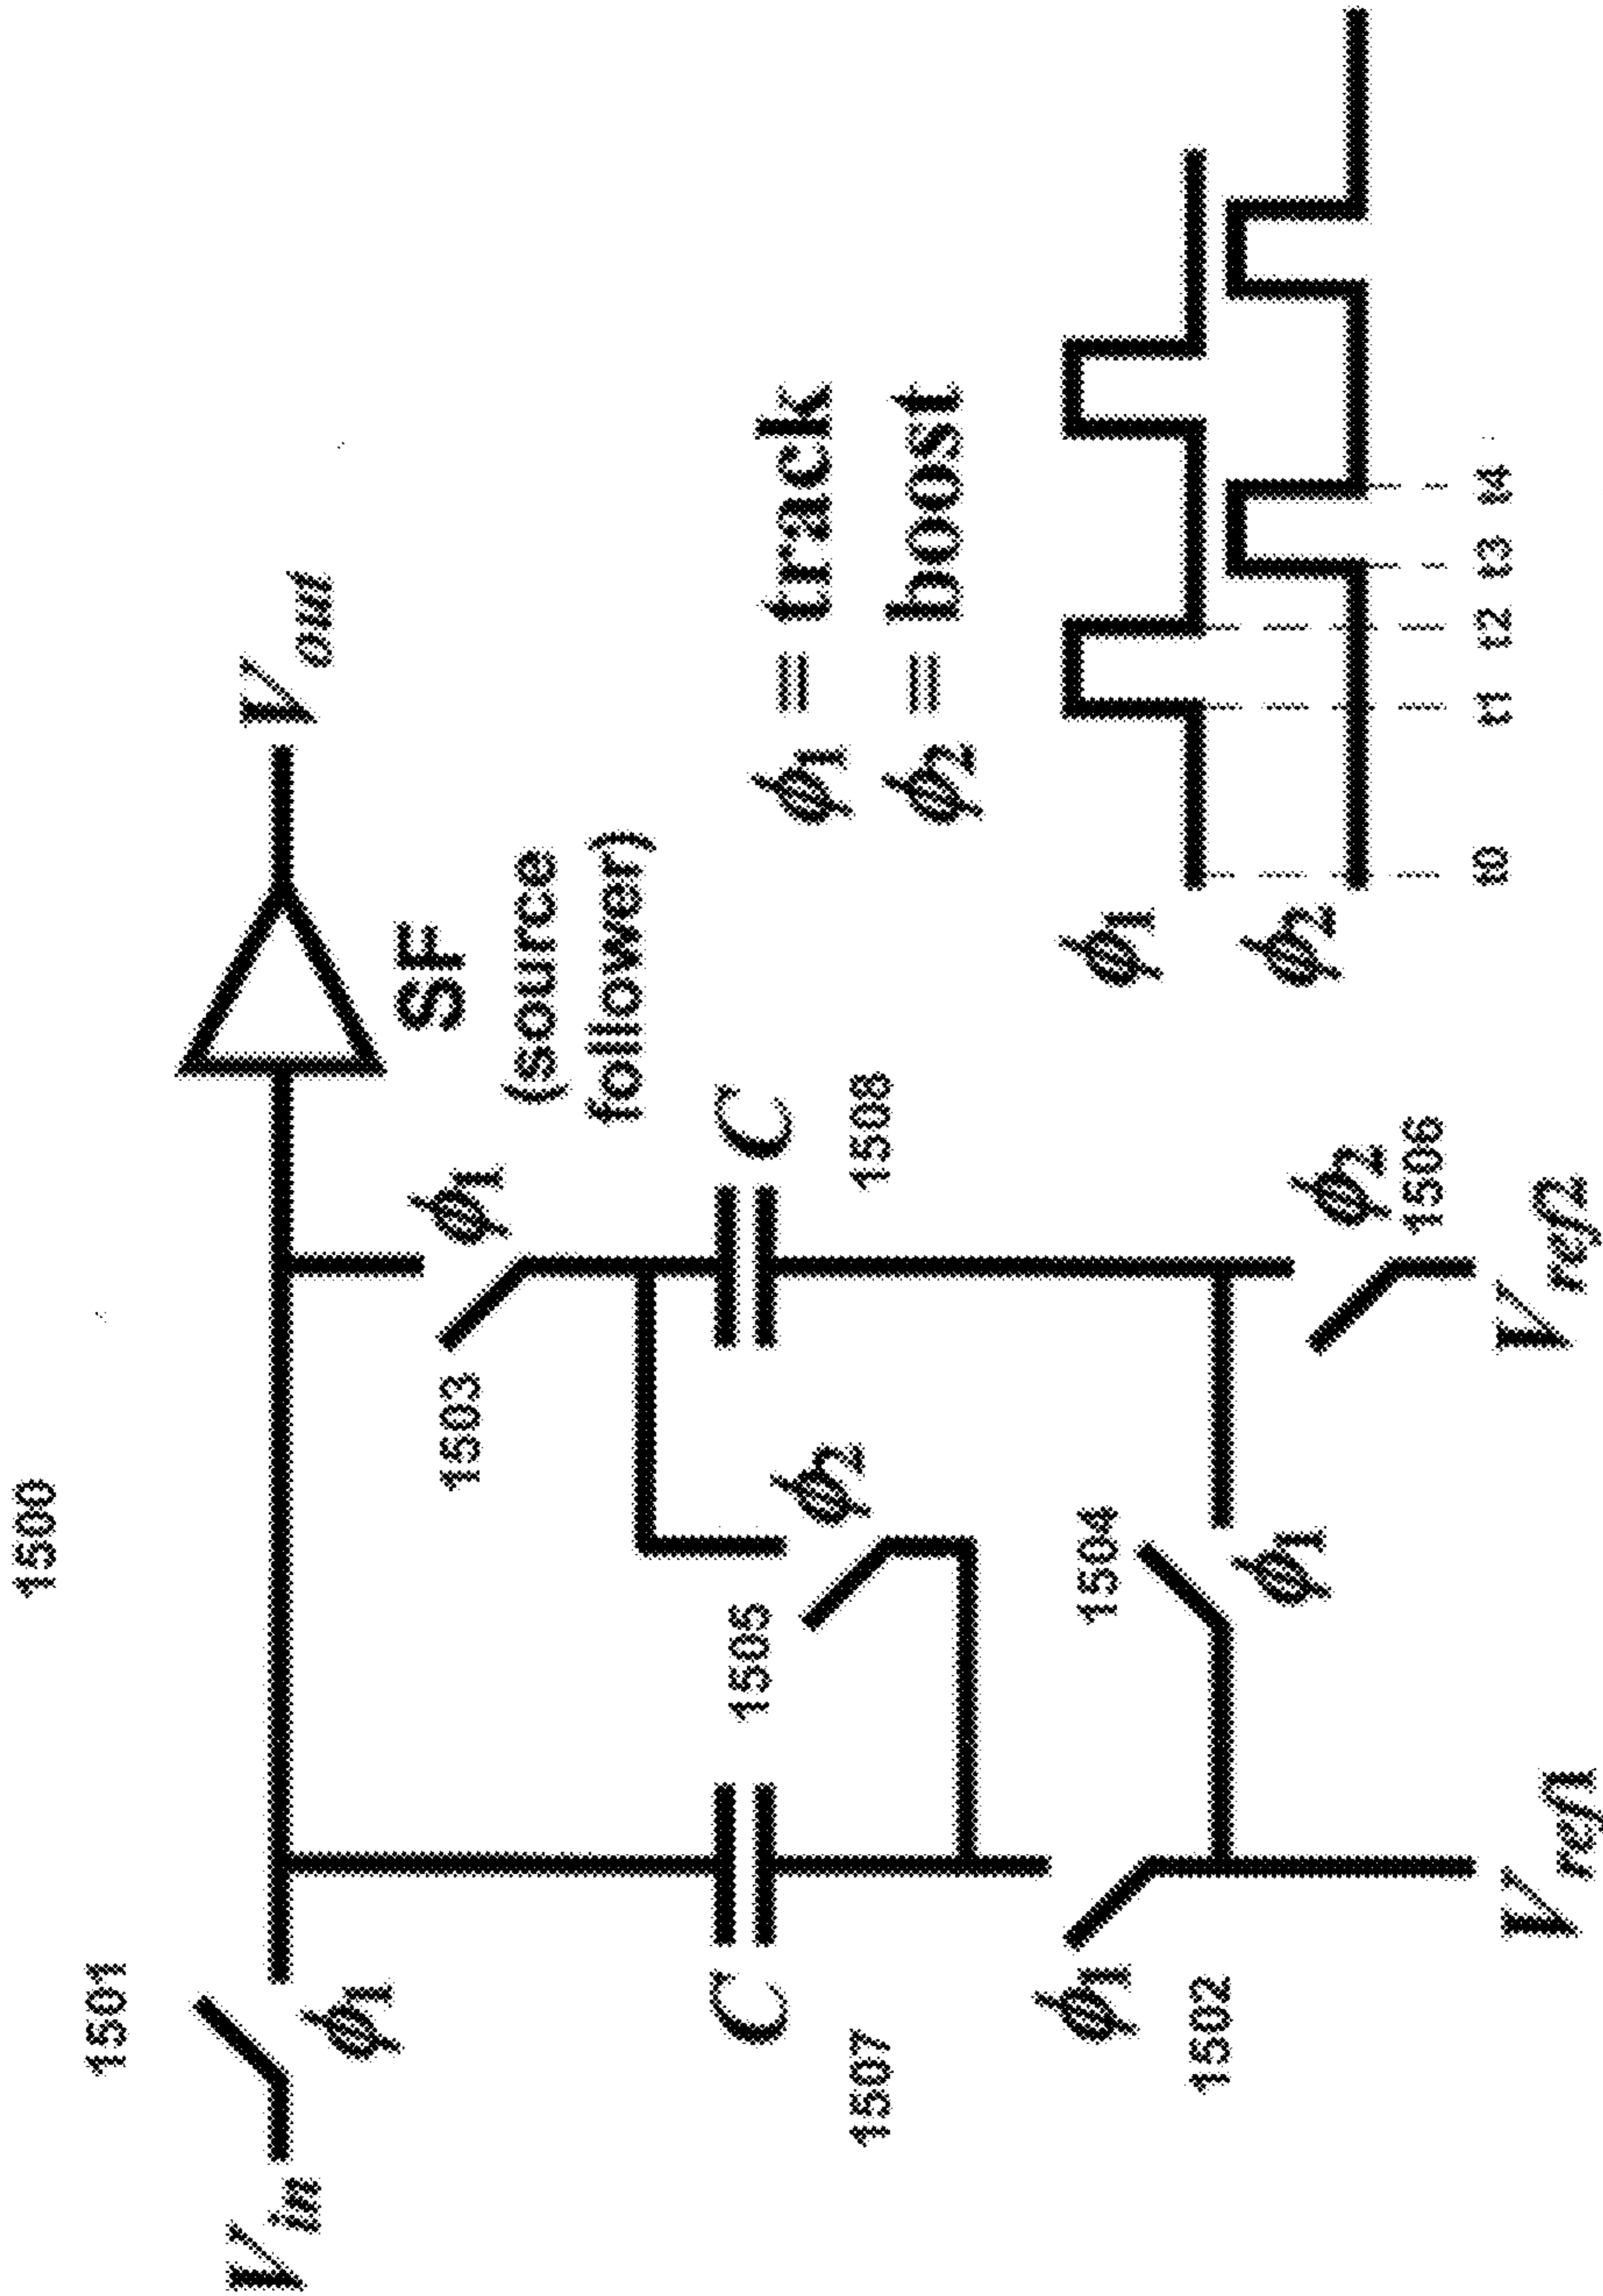 1500
1501
V_in
ϕ1
V_out
SF
(source
follower)
1503
ϕ1
C
1507
C
1508
1505
ϕ2
ϕ1
1502
1504
ϕ1
ϕ2
1506
V_ref1
V_ref2
ϕ1 = track
ϕ2 = boost
ϕ1
ϕ2
t0 t1 t2 t3 t4